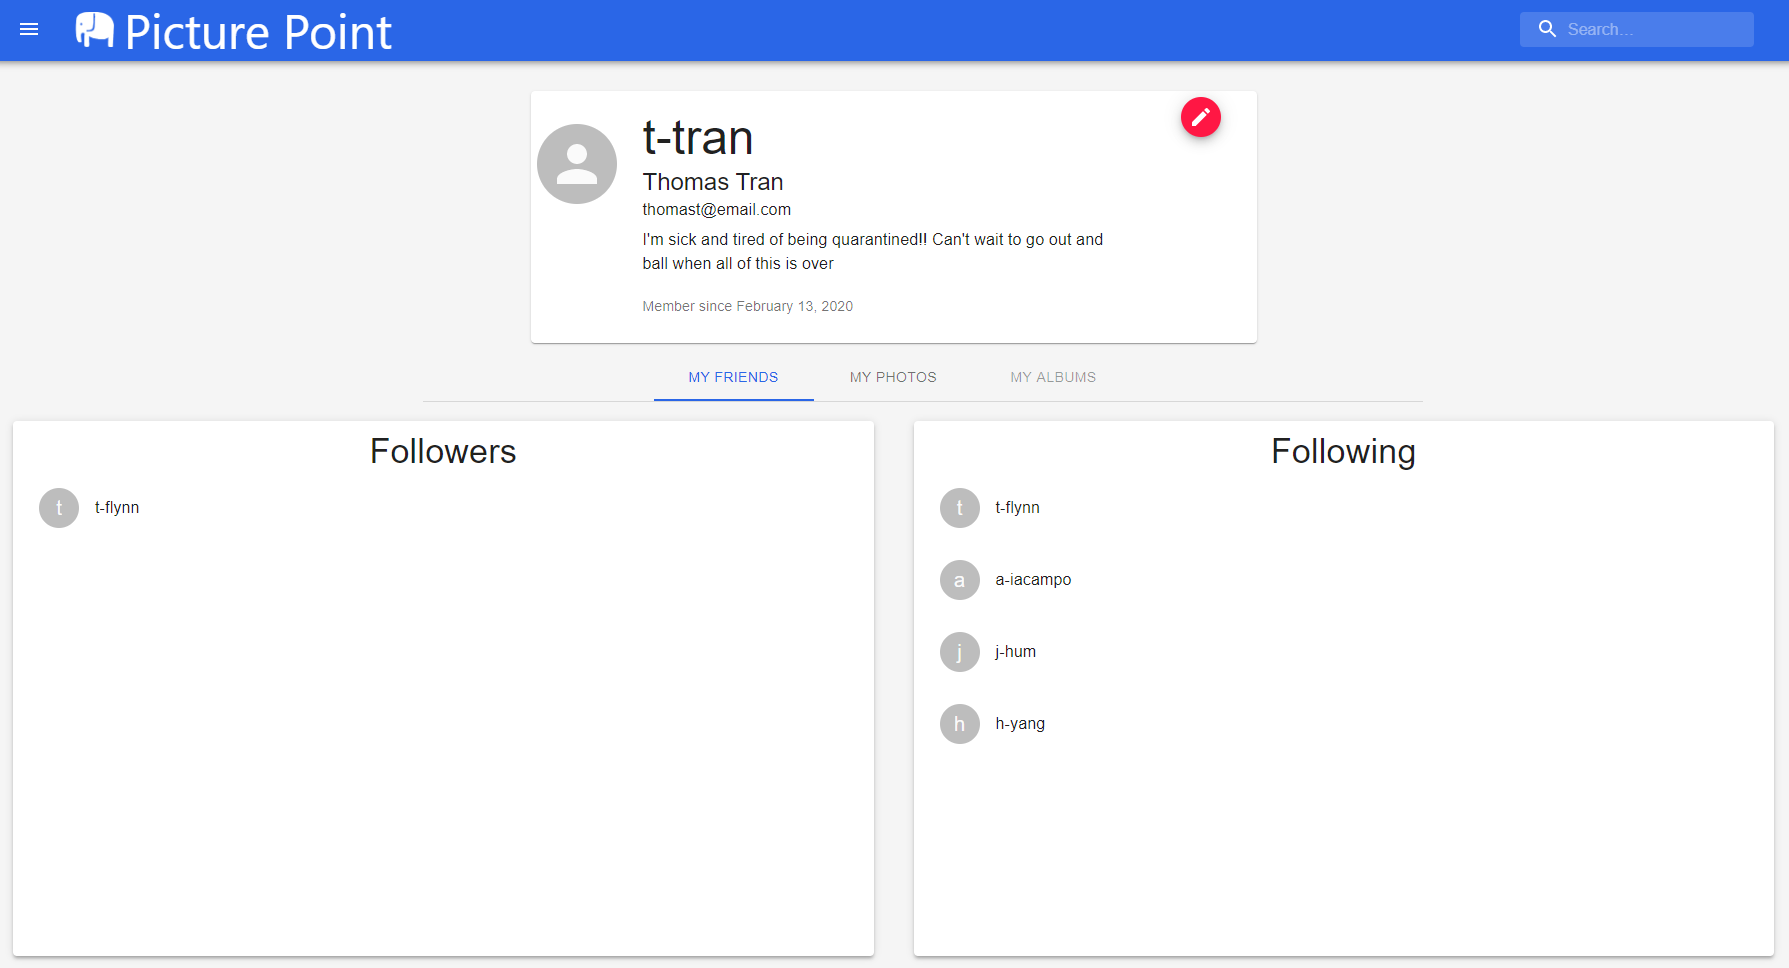 Picture Point
Search...
t-tran
Thomas Tran
thomast@email.com
I'm sick and tired of being quarantined!! Can't wait to go out and
ball when all of this is over
Member since February 13, 2020
MY FRIENDS
MY PHOTOS
MY ALBUMS
Followers
t
t-flynn
Following
t
t-flynn
a
a-iacampo
j
j-hum
h
h-yang